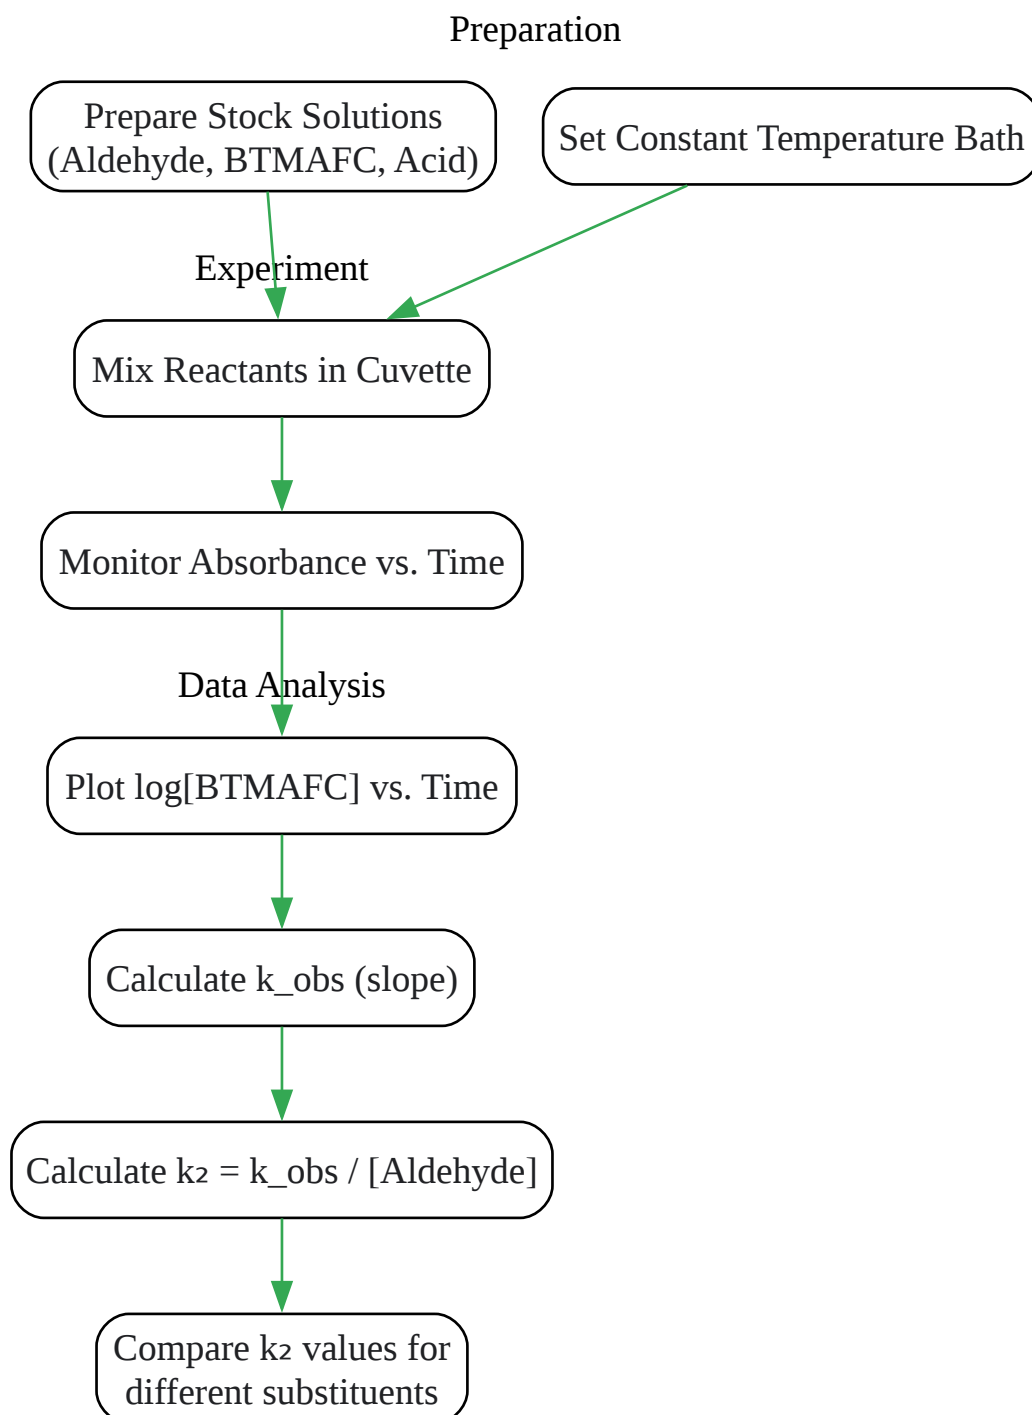 Preparation
Prepare Stock Solutions
(Aldehyde, BTMAFC, Acid)
Set Constant Temperature Bath
Experiment
Mix Reactants in Cuvette
Monitor Absorbance vs. Time
Data Analysis
Plot log[BTMAFC] vs. Time
Calculate k_obs (slope)
Calculate k₂ = k_obs / [Aldehyde]
Compare k₂ values for
different substituents